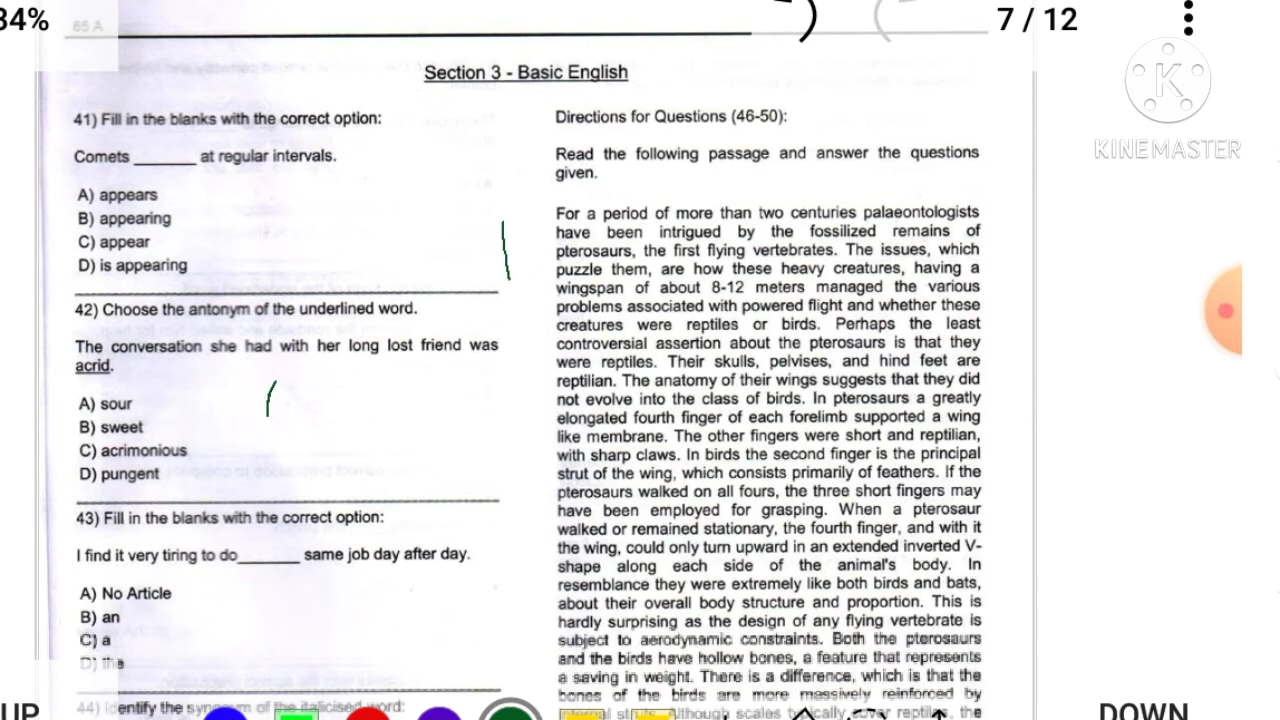 34%
65 A
7 / 12
KINEMASTER
Section 3 - Basic English
41) Fill in the blanks with the correct option:
Comets _______ at regular intervals.
A) appears
B) appearing
C) appear
D) is appearing
42) Choose the antonym of the underlined word.
The conversation she had with her long lost friend was
acrid.
A) sour
B) sweet
C) acrimonious
D) pungent
43) Fill in the blanks with the correct option:
I find it very tiring to do_______ same job day after day.
A) No Article
B) an
C) a
D) the
44) Identify the synonym of the italicised word:
Directions for Questions (46-50):
Read the following passage and answer the questions
given.
For a period of more than two centuries palaeontologists
have been intrigued by the fossilized remains of
pterosaurs, the first flying vertebrates. The issues, which
puzzle them, are how these heavy creatures, having a
wingspan of about 8-12 meters managed the various
problems associated with powered flight and whether these
creatures were reptiles or birds. Perhaps the least
controversial assertion about the pterosaurs is that they
were reptiles. Their skulls, pelvises, and hind feet are
reptilian. The anatomy of their wings suggests that they did
not evolve into the class of birds. In pterosaurs a greatly
elongated fourth finger of each forelimb supported a wing
like membrane. The other fingers were short and reptilian,
with sharp claws. In birds the second finger is the principal
strut of the wing, which consists primarily of feathers. If the
pterosaurs walked on all fours, the three short fingers may
have been employed for grasping. When a pterosaur
walked or remained stationary, the fourth finger, and with it
the wing, could only turn upward in an extended inverted V-
shape along each side of the animal's body. In
resemblance they were extremely like both birds and bats,
about their overall body structure and proportion. This is
hardly surprising as the design of any flying vertebrate is
subject to aerodynamic constraints. Both the pterosaurs
and the birds have hollow bones, a feature that represents
a saving in weight. There is a difference, which is that the
bones of the birds are more massively reinforced by
internal struts. Although scales typically cover reptiles, the
UP
DOWN